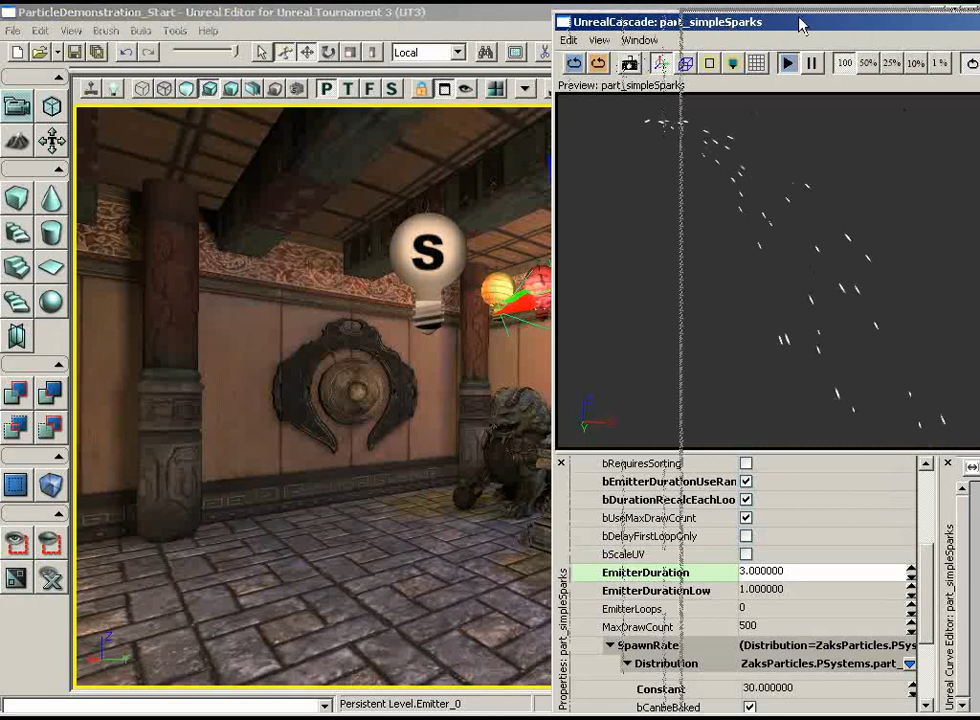 ParticleDemonstration_Start - Unreal Editor for Unreal Tournament 3 (UT3)
File Edit View Brush Build Tools Help
Local
P T F S
S
UnrealCascade: part_simpleSparks
Edit View Window
100 50% 25% 10% 1 %
Preview: part_simpleSparks
bRequiresSorting
bEmitterDurationUseRan
bDurationRecalcEachLoo
bUseMaxDrawCount
bDelayFirstLoopOnly
bScaleUV
EmitterDuration 3.000000
EmitterDurationLow 1.000000
EmitterLoops 0
MaxDrawCount 500
SpawnRate (Distribution=ZaksParticles.PSys
Distribution ZaksParticles.PSystems.part_
Constant 30.000000
bCanBeBaked
Properties: part_simpleSparks
Unreal Curve Editor: part_simpleSparks
Persistent Level.Emitter_0